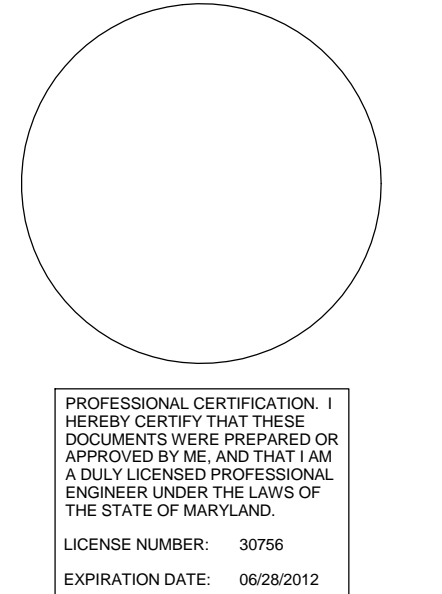 PROFESSIONAL CERTIFICATION. I
HEREBY CERTIFY THAT THESE
DOCUMENTS WERE PREPARED OR
APPROVED BY ME, AND THAT I AM
A DULY LICENSED PROFESSIONAL
ENGINEER UNDER THE LAWS OF
THE STATE OF MARYLAND.
LICENSE NUMBER: 30756
EXPIRATION DATE: 06/28/2012